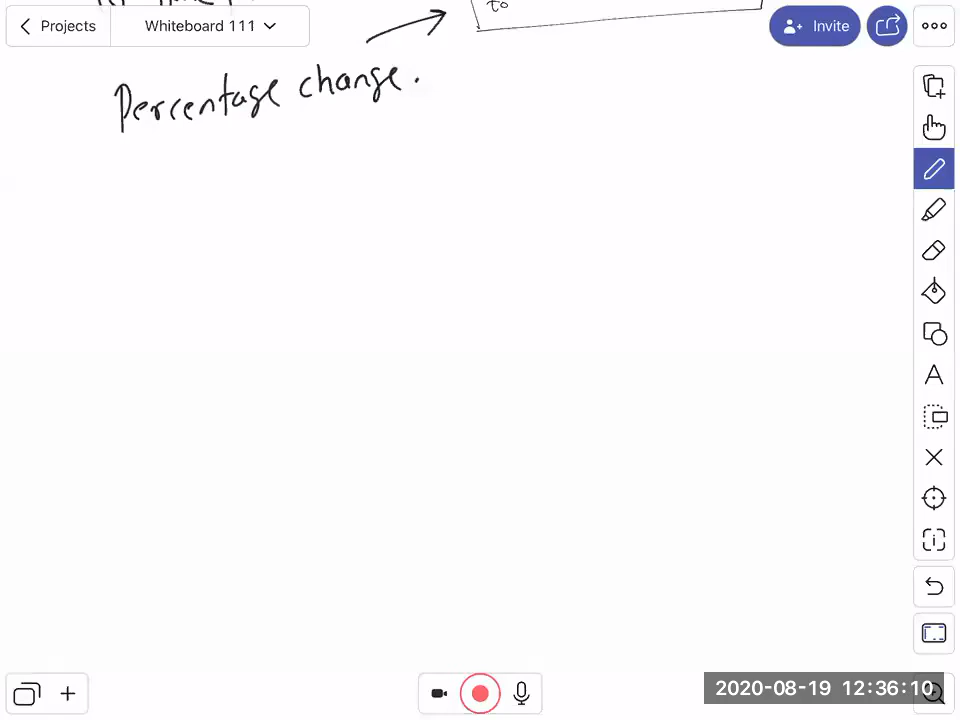 to
Projects
Whiteboard 111
Invite
Percentage change.
A
2020-08-19 12:36:10